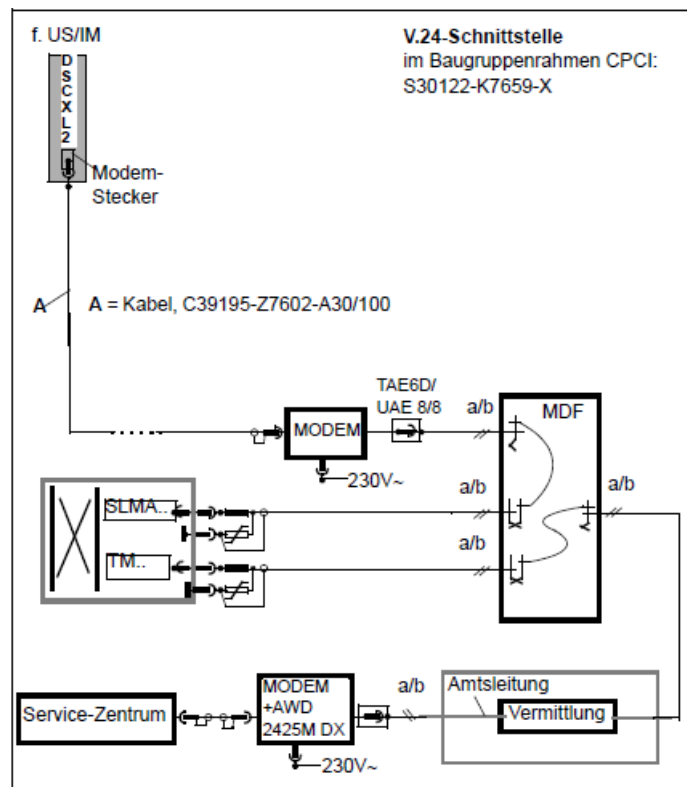 f. US/IM
V.24-Schnittstelle
im Baugruppenrahmen CPCI:
S30122-K7659-X
D
S
C
X
L
2
Modem-
Stecker
A
A = Kabel, C39195-Z7602-A30/100
TAE6D/
UAE 8/8
a/b
MDF
MODEM
230V~
a/b
a/b
SLMA..
a/b
TM..
Service-Zentrum
MODEM
+AWD
2425M DX
a/b
Amtsleitung
Vermittlung
230V~